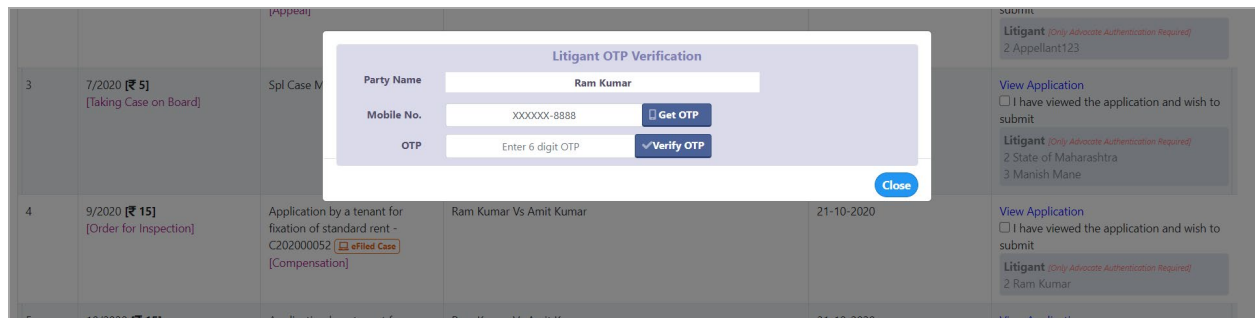 [Appeal]
submit
Litigant [Only Advocate Authentication Required]
2 Appellant123
Litigant OTP Verification
Party Name Ram Kumar
Mobile No. XXXXXX-8888 Get OTP
OTP Enter 6 digit OTP Verify OTP
Close
3 7/2020 [₹ 5] Spl Case M View Application
[Taking Case on Board] I have viewed the application and wish to
submit
Litigant [Only Advocate Authentication Required]
2 State of Maharashtra
3 Manish Mane
4 9/2020 [₹ 15] Application by a tenant for Ram Kumar Vs Amit Kumar 21-10-2020 View Application
[Order for Inspection] fixation of standard rent - I have viewed the application and wish to
C202000052 eFiled Case submit
[Compensation]
Litigant [Only Advocate Authentication Required]
2 Ram Kumar